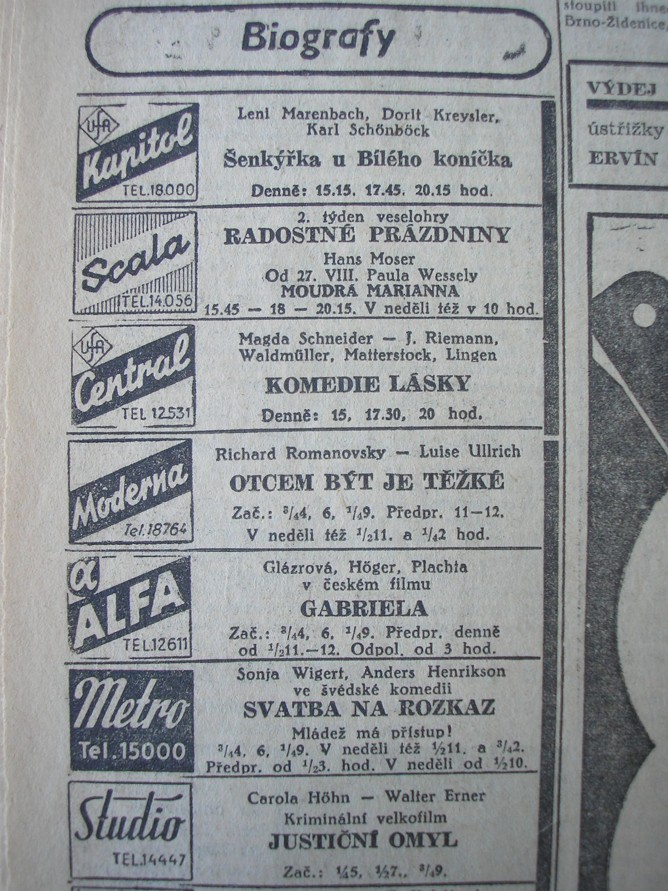 Biografy
sloupiti ihned
Brno-Židenice,
VÝDEJ
ústřižky
ERVÍN
UfA
Kapitol
TEL.18000
Leni Marenbach, Dorit Kreysler,
Karl Schönböck
Šenkýřka u Bílého koníčka
Denně: 15.15. 17.45. 20.15 hod.
Scala
TEL.14.056
2. týden veselohry
RADOSTNÉ PRÁZDNINY
Hans Moser
Od 27. VIII. Paula Wessely
MOUDRÁ MARIANNA
15.45 — 18 — 20.15. V neděli též v 10 hod.
UfA
Central
TEL 12531
Magda Schneider — J. Riemann,
Waldmüller, Matterstock, Lingen
KOMEDIE LÁSKY
Denně: 15, 17.30, 20 hod.
Moderna
Tel.18764
Richard Romanovsky — Luise Ullrich
OTCEM BÝT JE TĚŽKÉ
Zač.: ³/₄4, 6, ¹/₄9. Předpr. 11—12.
V neděli též ¹/₂11. a ¹/₄2 hod.
α
ALFA
TEL.12611
Glázrová, Höger, Plachta
v českém filmu
GABRIELA
Zač.: ³/₄4, 6, ¹/₄9. Předpr. denně
od ¹/₂11.—12. Odpol. od 3 hod.
Metro
Tel.15000
Sonja Wigert, Anders Henrikson
ve švédské komedii
SVATBA NA ROZKAZ
Mládež má přístup!
³/₄4, 6, ¹/₄9. V neděli též ½11. a ³/₄2.
Předpr. od ¹/₂3. hod. V neděli od ½10.
Studio
TEL.14447
Carola Höhn — Walter Erner
Kriminální velkofilm
JUSTIČNÍ OMYL
Zač.: ½5, ½7., ³/₄9.